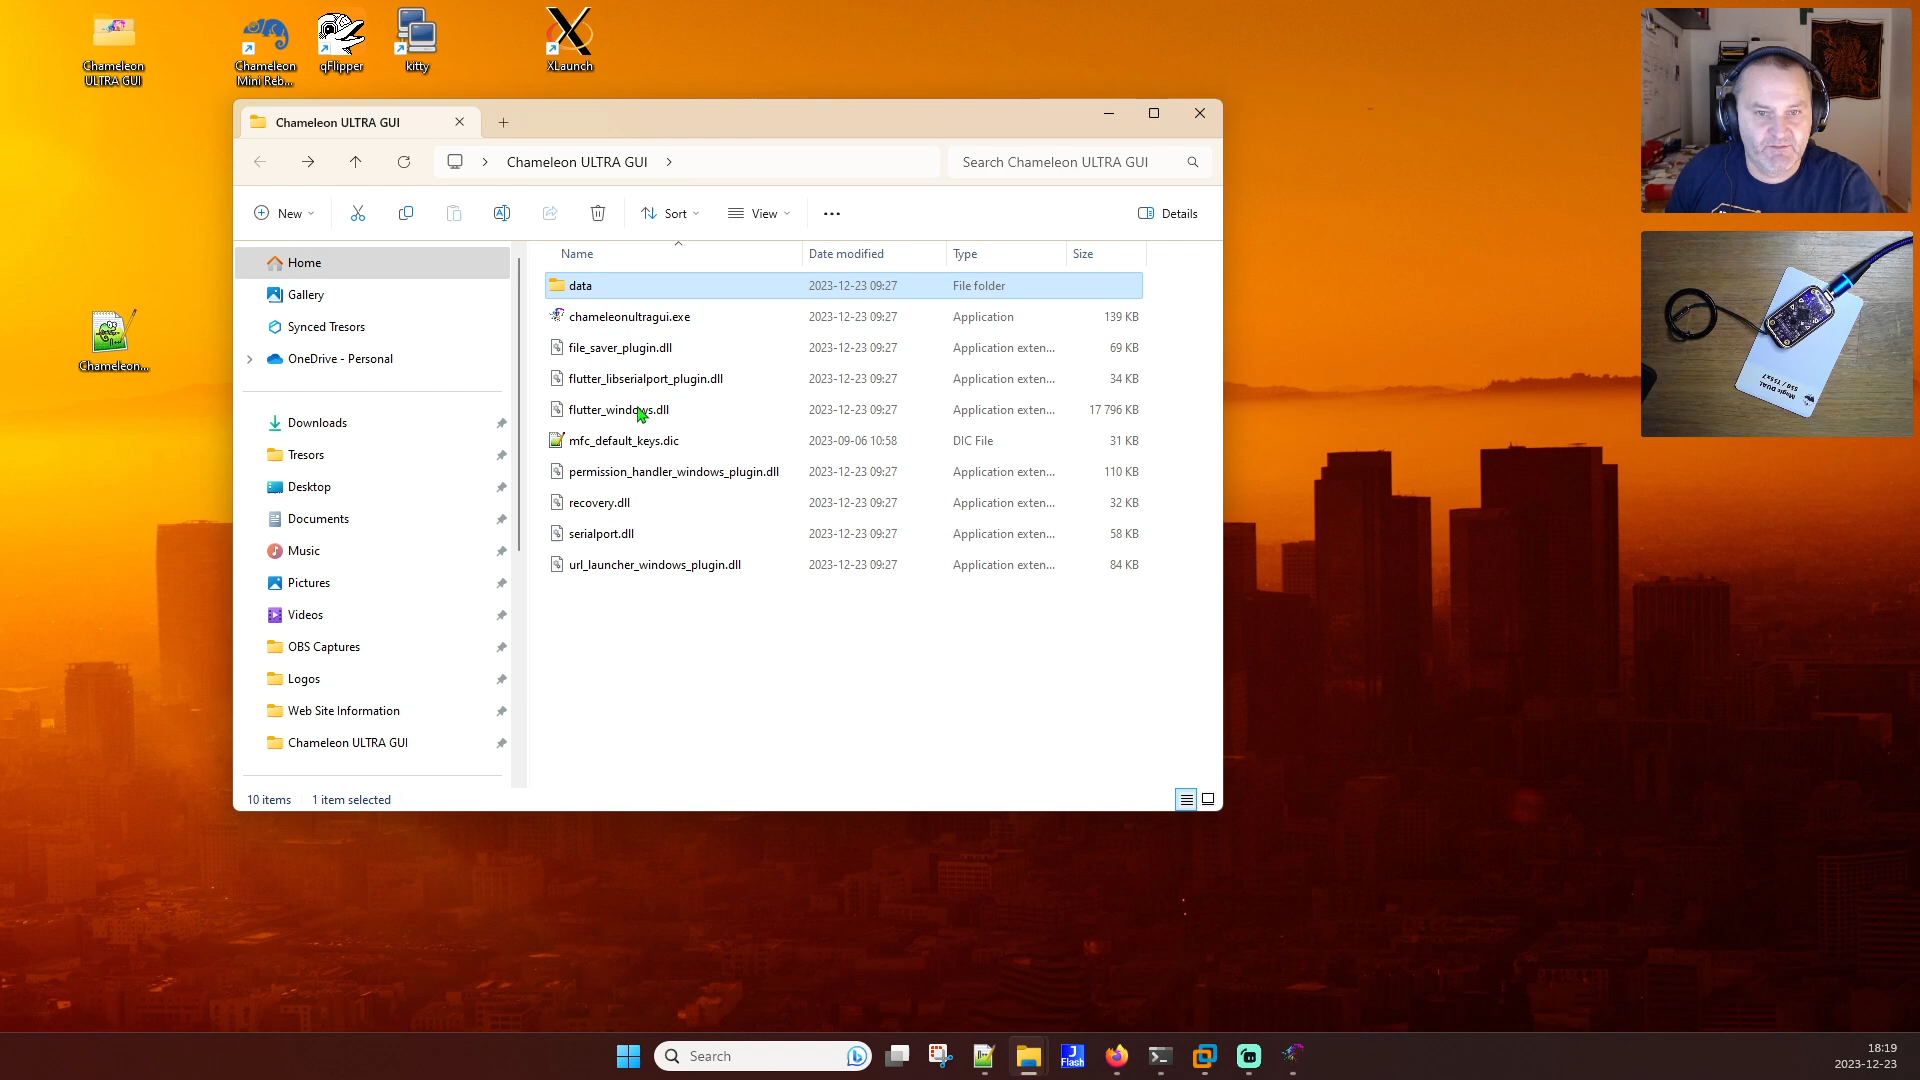 Chameleon
ULTRA GUI
Chameleon
Mini Reb...
qFlipper
kitty
XLaunch
Chameleon...
Chameleon ULTRA GUI
Chameleon ULTRA GUI
Search Chameleon ULTRA GUI
New
Sort
View
Details
Home
Gallery
Synced Tresors
OneDrive - Personal
Downloads
Tresors
Desktop
Documents
Music
Pictures
Videos
OBS Captures
Logos
Web Site Information
Chameleon ULTRA GUI
Name Date modified Type Size
data 2023-12-23 09:27 File folder
chameleonultragui.exe 2023-12-23 09:27 Application 139 KB
file_saver_plugin.dll 2023-12-23 09:27 Application exten... 69 KB
flutter_libserialport_plugin.dll 2023-12-23 09:27 Application exten... 34 KB
flutter_windows.dll 2023-12-23 09:27 Application exten... 17 796 KB
mfc_default_keys.dic 2023-09-06 10:58 DIC File 31 KB
permission_handler_windows_plugin.dll 2023-12-23 09:27 Application exten... 110 KB
recovery.dll 2023-12-23 09:27 Application exten... 32 KB
serialport.dll 2023-12-23 09:27 Application exten... 58 KB
url_launcher_windows_plugin.dll 2023-12-23 09:27 Application exten... 84 KB
10 items 1 item selected
Magic DUAL
S50 / T55x7
Search
J
Flash
18:19
2023-12-23